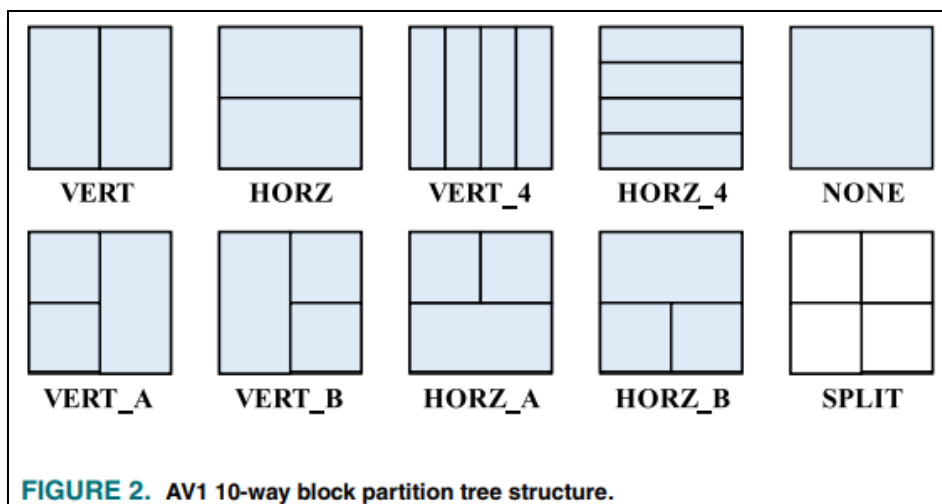 VERT HORZ VERT_4 HORZ_4 NONE
VERT_A VERT_B HORZ_A HORZ_B SPLIT
FIGURE 2. AV1 10-way block partition tree structure.